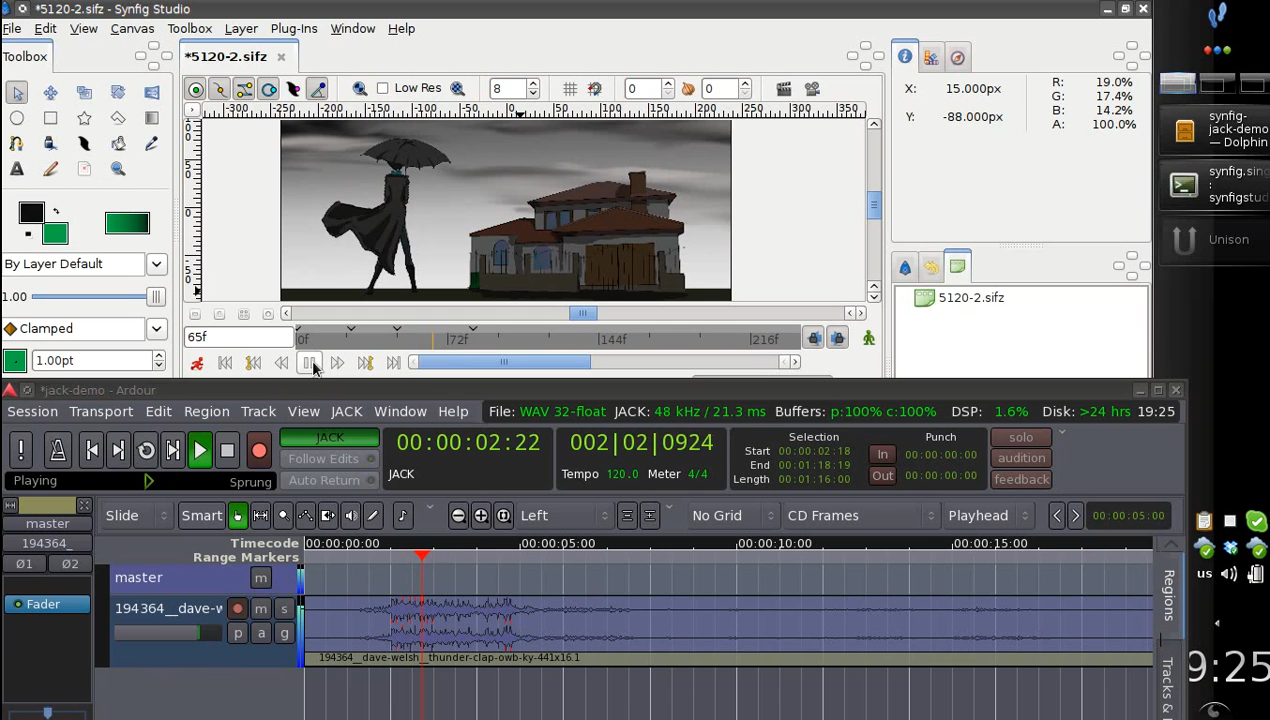 *5120-2.sifz - Synfig Studio
File Edit View Canvas Toolbox Layer Plug-Ins Window Help
Toolbox
*5120-2.sifz
Low Res 8 0 0
-300 -250 -200 -150 -100 -50 0 50 100 150 200 250 300 350
X: 15.000px R: 19.0%
G: 17.4%
Y: -88.000px B: 14.2%
A: 100.0%
synfig-
jack-demo
— Dolphin
synfig.sing
:
synfigstud
Unison
By Layer Default
1.00
Clamped
1.00pt
65f
0f 72f 144f 216f
5120-2.sifz
*jack-demo - Ardour
Session Transport Edit Region Track View JACK Window Help
File: WAV 32-float JACK: 48 kHz / 21.3 ms Buffers: p:100% c:100% DSP: 1.6% Disk: >24 hrs 19:25
JACK
Follow Edits
Auto Return
Playing Sprung
00:00:02:22
JACK
002|02|0924
Tempo 120.0 Meter 4/4
Selection
Start 00:00:02:18
End 00:01:18:19
Length 00:01:16:00
Punch
In 00:00:00:00
Out 00:00:00:00
solo
audition
feedback
master
194364_
Ø1 Ø2
Fader
Slide Smart Left No Grid CD Frames Playhead 00:00:05:00
Timecode 00:00:00:00 00:00:05:00 00:00:10:00 00:00:15:00
Range Markers
master m
194364__dave-w m s
p a g
194364__dave-welsh__thunder-clap-owb-ky-441x16.1
Regions
Tracks &
us
9:25